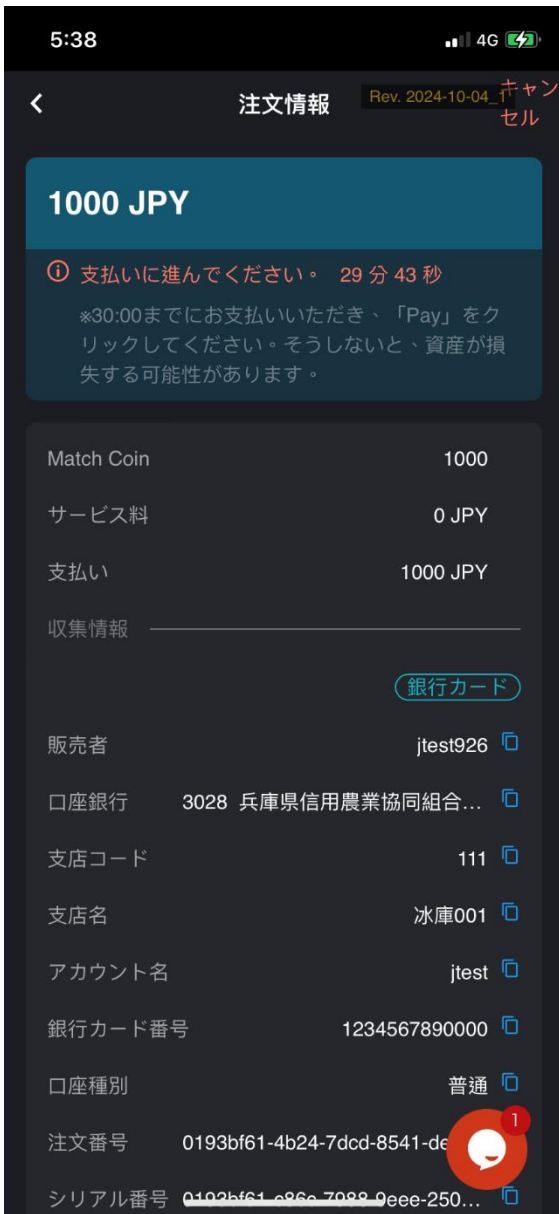 5:38
4G
注文情報
Rev. 2024-10-04_1
キャン
セル
1000 JPY
支払いに進んでください。 29 分 43 秒
※30:00までにお支払いいただき、「Pay」をク
リックしてください。そうしないと、資産が損
失する可能性があります。
Match Coin 1000
サービス料 0 JPY
支払い 1000 JPY
収集情報
銀行カード
販売者 jtest926
口座銀行 3028 兵庫県信用農業協同組合...
支店コード 111
支店名 冰庫001
アカウント名 jtest
銀行カード番号 1234567890000
口座種別 普通
1
注文番号 0193bf61-4b24-7dcd-8541-de
シリアル番号